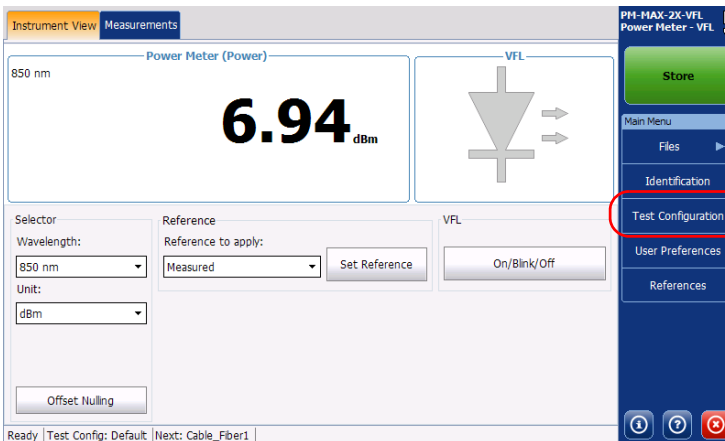 Instrument View
Measurements
PM-MAX-2X-VFL
Power Meter - VFL
Power Meter (Power)
VFL
850 nm
6.94 dBm
Store
Main Menu
Files
Identification
Test Configuration
User Preferences
References
Selector
Wavelength:
850 nm
Unit:
dBm
Offset Nulling
Reference
Reference to apply:
Measured
Set Reference
VFL
On/Blink/Off
Ready
Test Config: Default
Next: Cable_Fiber1